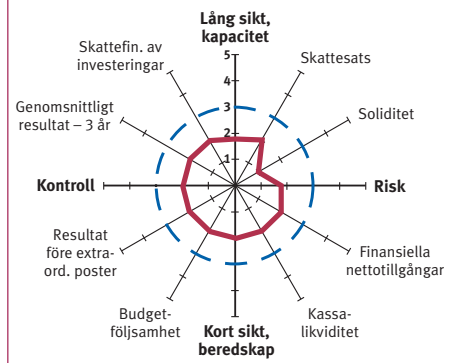 Lång sikt,
kapacitet
Skattefin. av
investeringar
Skattesats
Genomsnittligt
resultat – 3 år
Soliditet
5
4
3
2
1
Kontroll
Risk
Resultat
före extra-
ord. poster
Finansiella
nettotillgångar
Budget-
följsamhet
Kassa-
likviditet
Kort sikt,
beredskap